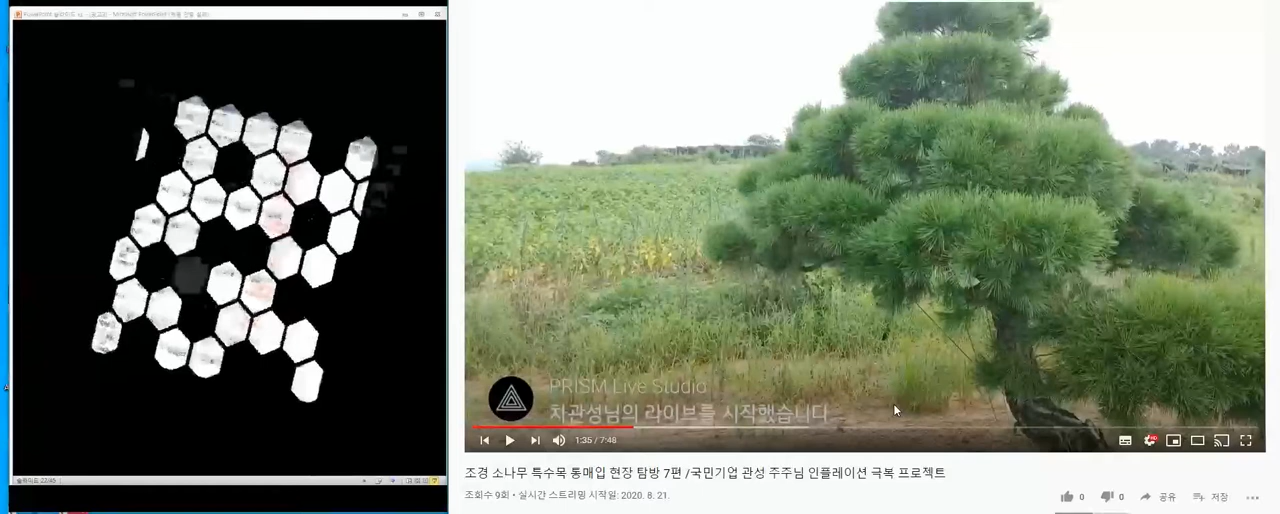 PRISM Live Studio
차관성님의 라이브를 시작했습니다
1:35 / 7:48
조경 소나무 특수목 통매입 현장 탐방 7편 /국민기업 관성 주주님 인플레이션 극복 프로젝트
조회수 9회 • 실시간 스트리밍 시작일: 2020. 8. 21.
0
0
공유
저장